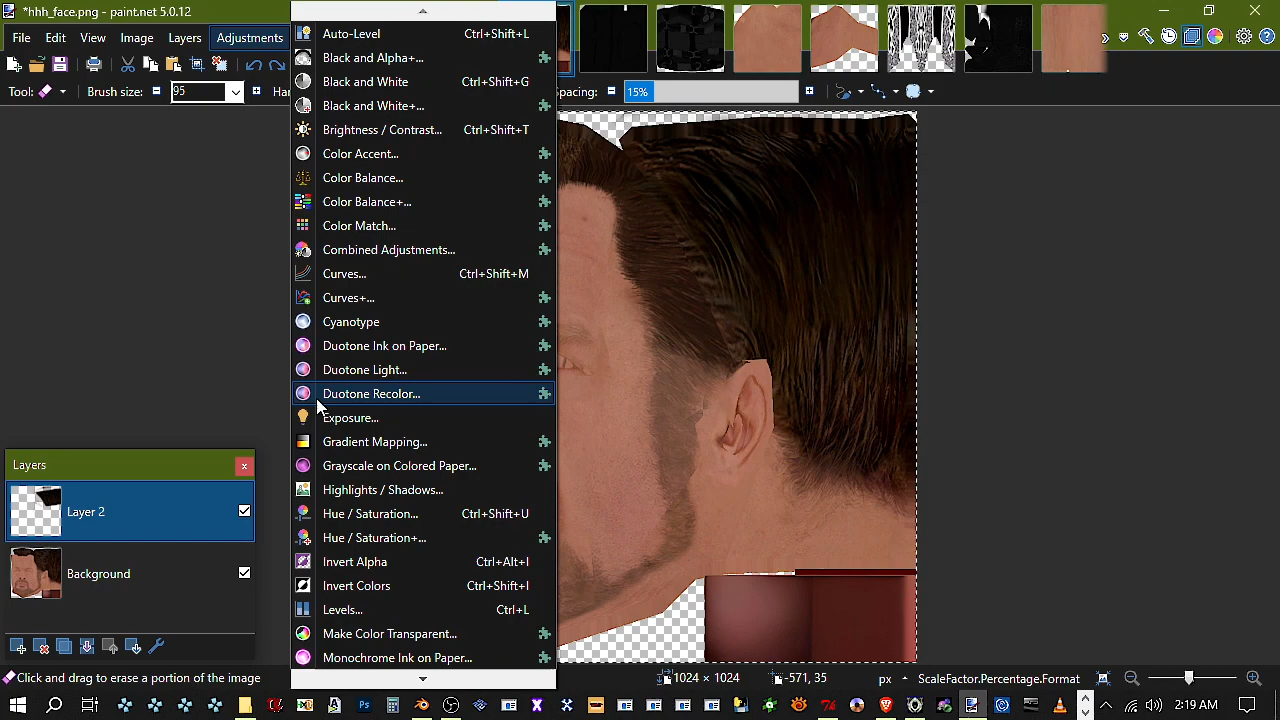 *hh_face.png - paint.net 5.0.12
File Edit View Image Layers Adjustments
Tool: Brush size: 95 Har
pacing: 15%
Auto-Level Ctrl+Shift+L
Black and Alpha+...
Black and White Ctrl+Shift+G
Black and White+...
Brightness / Contrast... Ctrl+Shift+T
Color Accent...
Color Balance...
Color Balance+...
Color Match...
Combined Adjustments...
Curves... Ctrl+Shift+M
Curves+...
Cyanotype
Duotone Ink on Paper...
Duotone Light...
Duotone Recolor...
Exposure...
Gradient Mapping...
Grayscale on Colored Paper...
Highlights / Shadows...
Hue / Saturation... Ctrl+Shift+U
Hue / Saturation+...
Invert Alpha Ctrl+Alt+I
Invert Colors Ctrl+Shift+I
Levels... Ctrl+L
Make Color Transparent...
Monochrome Ink on Paper...
Layers
Layer 2
Background
Click and drag to erase a portion of the image.
1024 × 1024
-571, 35
px
ScaleFactor.Percentage.Format
2:19 AM